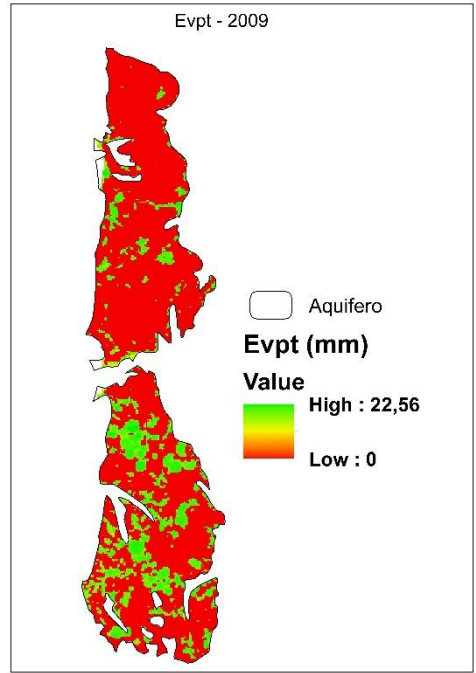 Evpt - 2009
Aquifero
Evpt (mm)
Value
High : 22,56
Low : 0